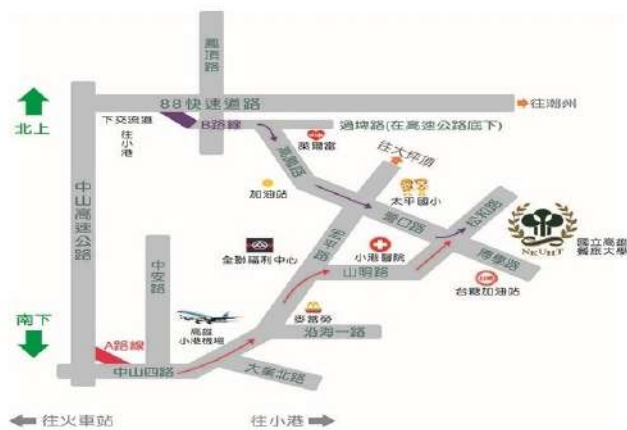 鳳頂路
88快速道路
往潮州
北上
下交流道
往小港
B路線
過埤路(在高速公路底下)
萊爾富
高鳳路
往大坪頂
加油站
太平國小
中山高速公路
營口路
松和路
NKUHT
國立高雄
餐旅大學
全聯福利中心
小港醫院
山明路
中安路
台糖加油站
南下
高雄
小港機場
麥當勞
沿海一路
A路線
中山四路
大業北路
往火車站
往小港